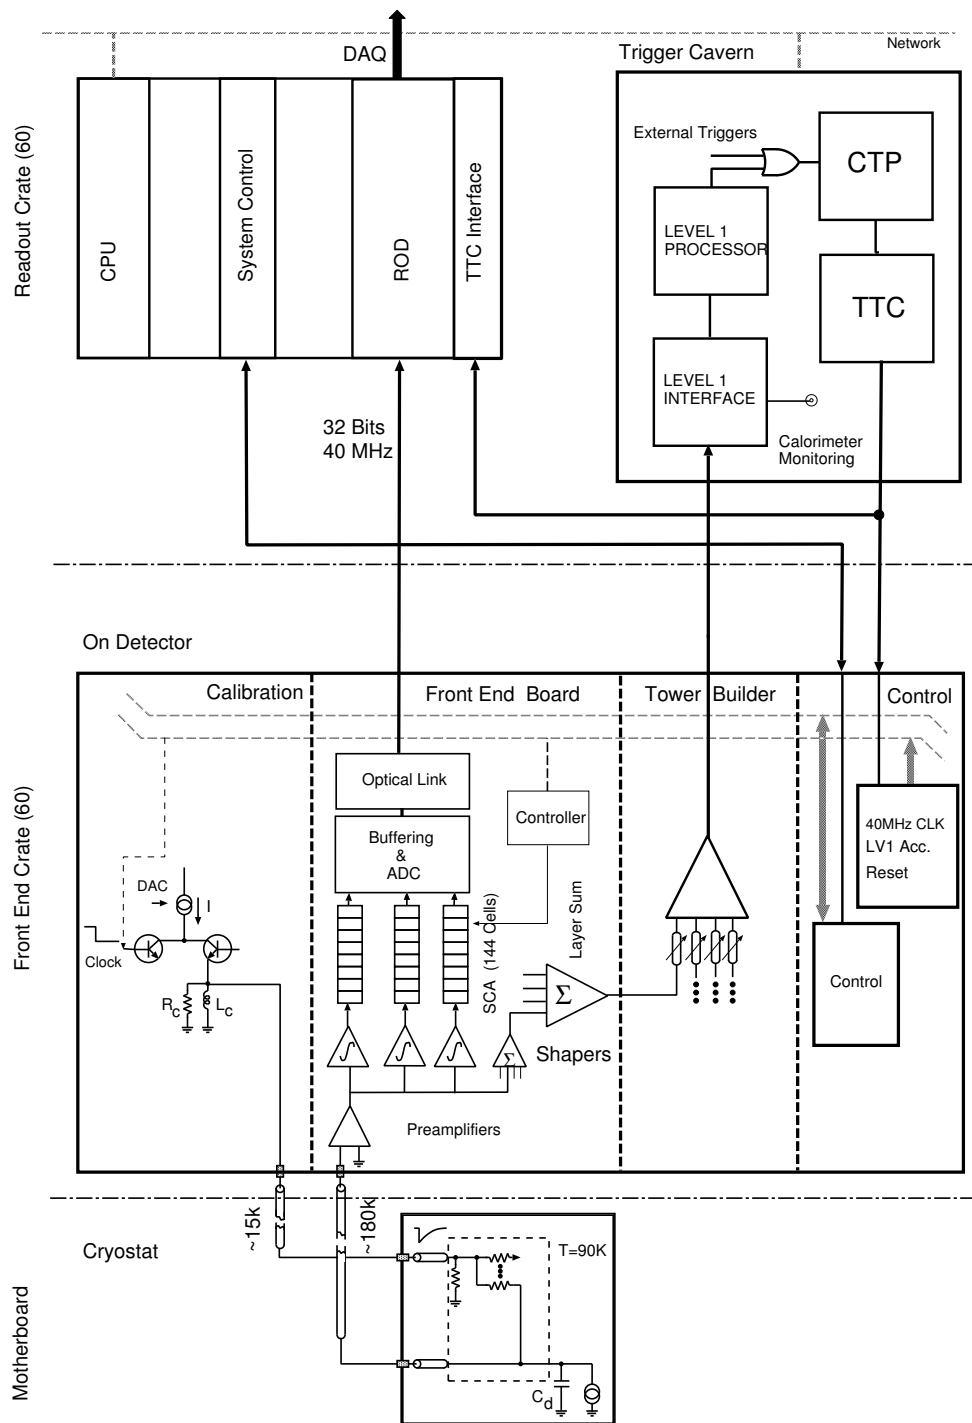 DAQ
Network
Trigger Cavern
Readout Crate (60)
CPU
System Control
ROD
TTC Interface
External Triggers
CTP
LEVEL 1
PROCESSOR
TTC
LEVEL 1
INTERFACE
Calorimeter
Monitoring
32 Bits
40 MHz
On Detector
Front End Crate (60)
Calibration
Front End Board
Tower Builder
Control
Optical Link
Controller
Buffering
&
ADC
40MHz CLK
LV1 Acc.
Reset
DAC
I
Clock
Rc
Lc
SCA (144 Cells)
Layer Sum
Σ
Control
Σ
Shapers
Preamplifiers
~15k
~180k
Cryostat
T=90K
Motherboard
Cd